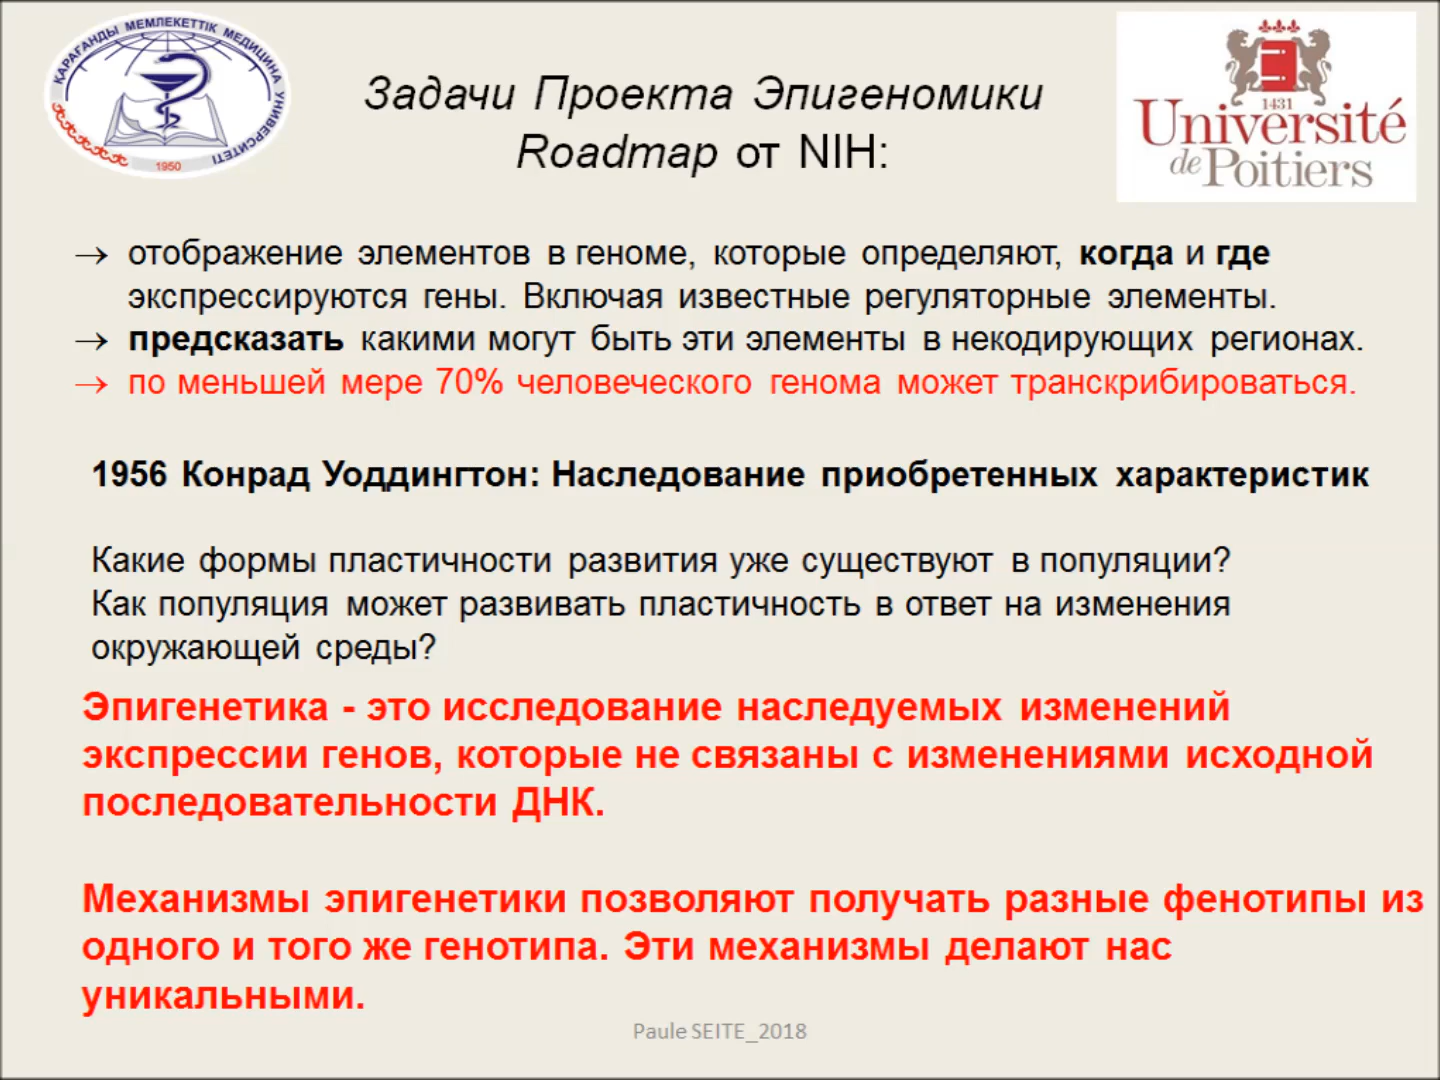 ҚАРАҒАНДЫ МЕМЛЕКЕТТІК МЕДИЦИНА УНИВЕРСИТЕТІ
1950
Задачи Проекта Эпигеномики
Roadmap от NIH:
1431
Université
de Poitiers
→ отображение элементов в геноме, которые определяют, когда и где
экспрессируются гены. Включая известные регуляторные элементы.
→ предсказать какими могут быть эти элементы в некодирующих регионах.
→ по меньшей мере 70% человеческого генома может транскрибироваться.
1956 Конрад Уоддингтон: Наследование приобретенных характеристик
Какие формы пластичности развития уже существуют в популяции?
Как популяция может развивать пластичность в ответ на изменения
окружающей среды?
Эпигенетика - это исследование наследуемых изменений
экспрессии генов, которые не связаны с изменениями исходной
последовательности ДНК.
Механизмы эпигенетики позволяют получать разные фенотипы из
одного и того же генотипа. Эти механизмы делают нас
уникальными.
Paule SEITE_2018